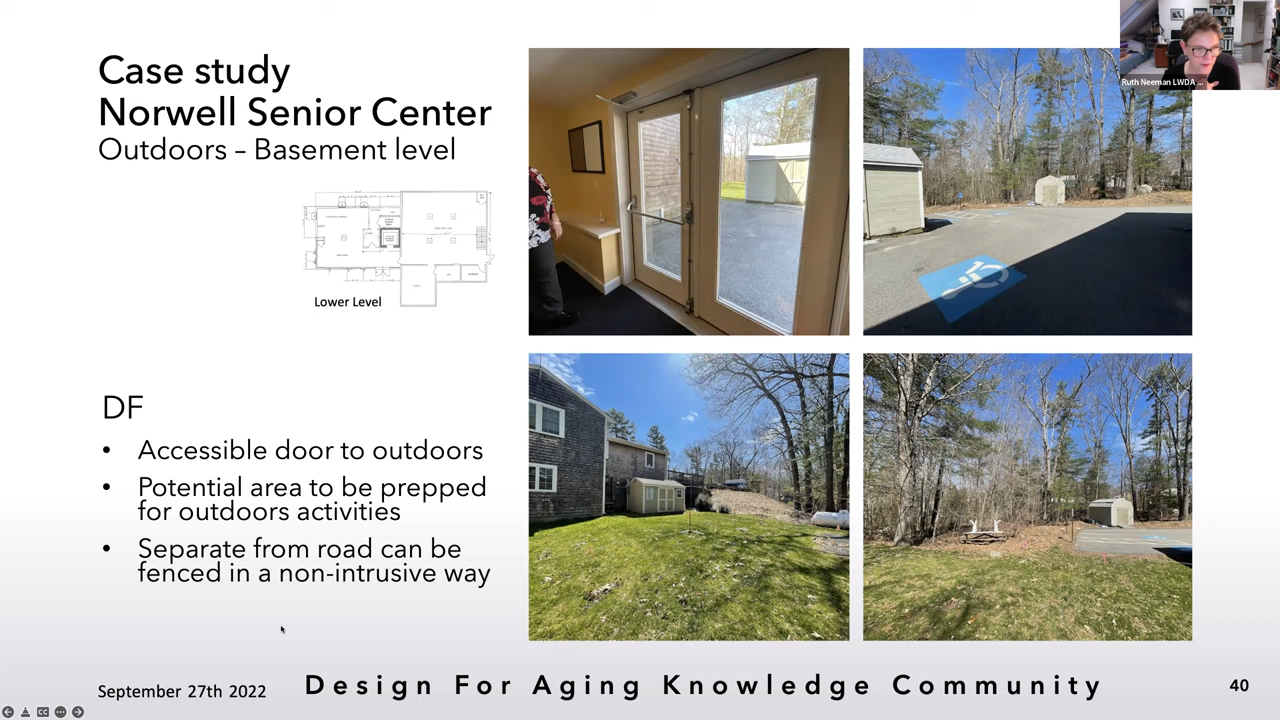 Case study
Norwell Senior Center
Outdoors – Basement level
Ruth Neeman LWDA ...
Lower Level
DF
• Accessible door to outdoors
• Potential area to be prepped
for outdoors activities
• Separate from road can be
fenced in a non-intrusive way
September 27th 2022
Design For Aging Knowledge Community
40